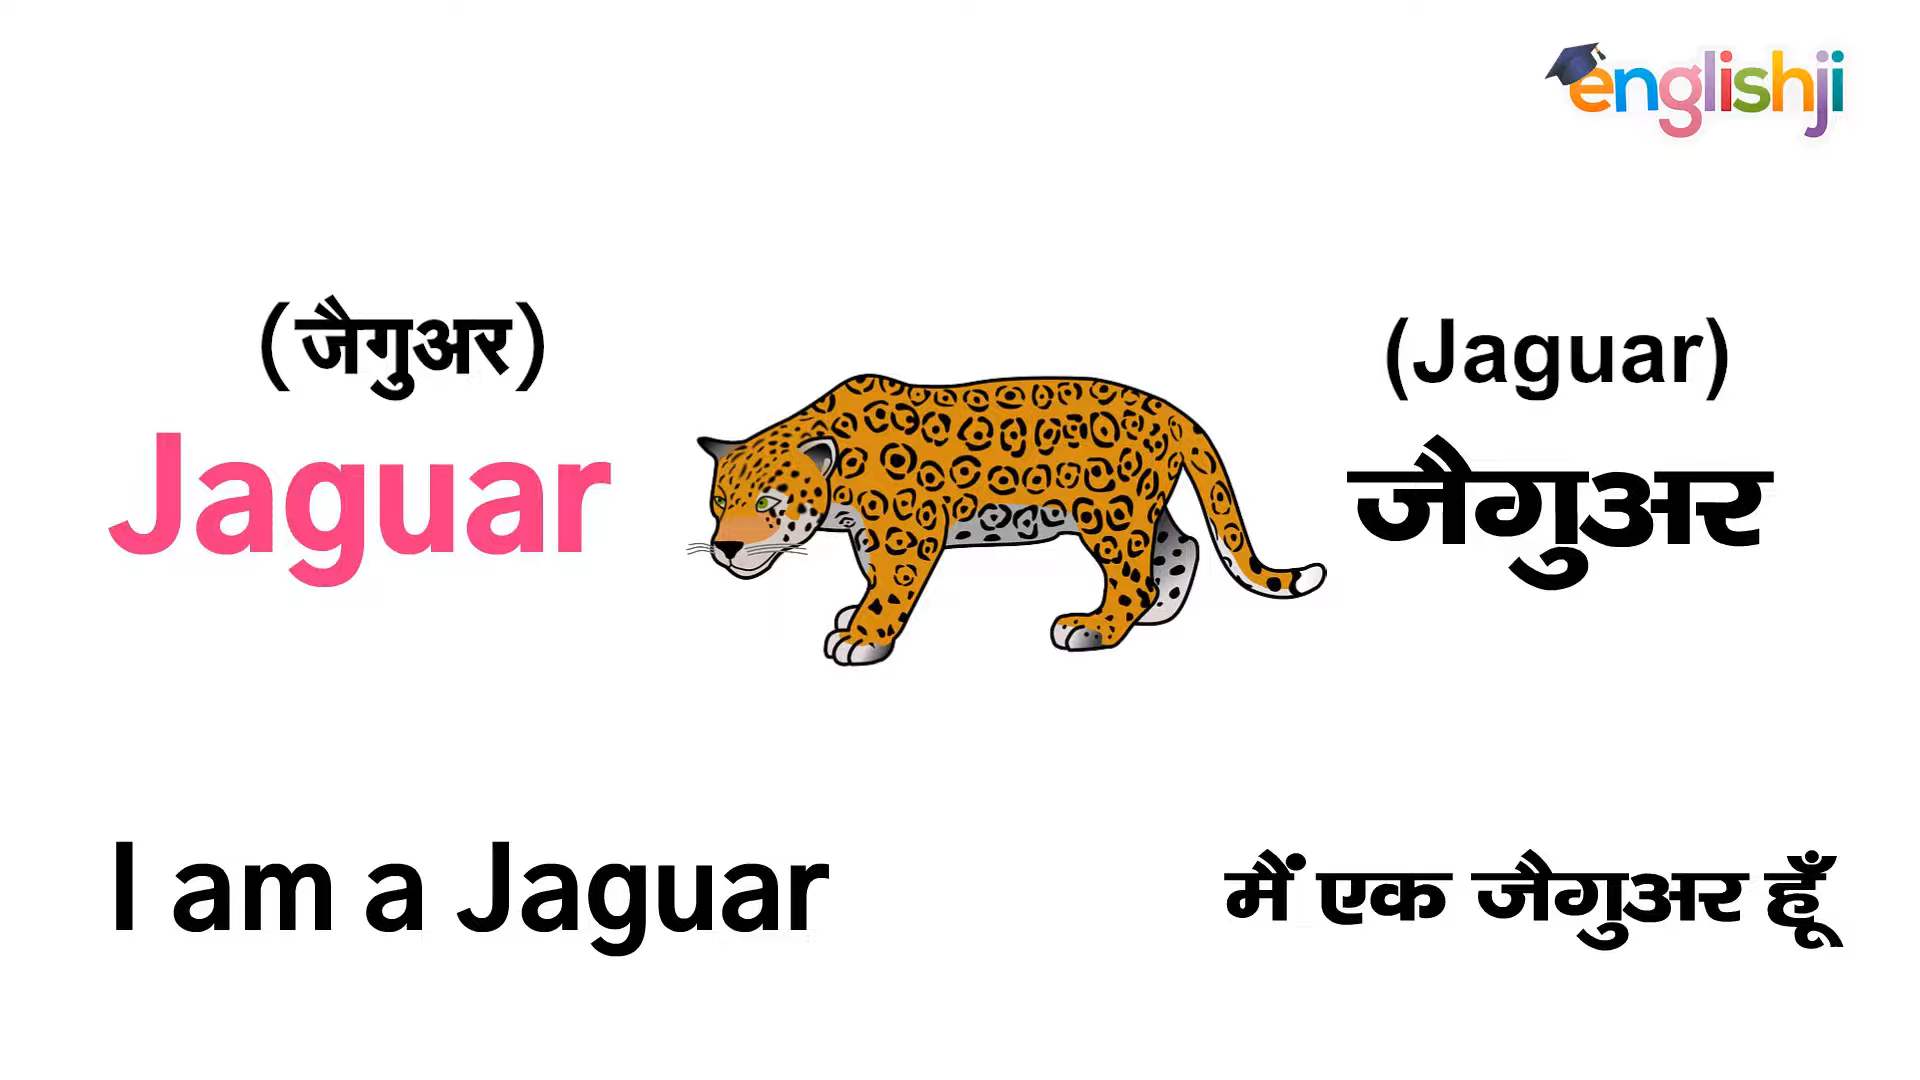 englishji
(जैगुअर)
Jaguar
(Jaguar)
जैगुअर
I am a Jaguar
मैं एक जैगुअर हूँ